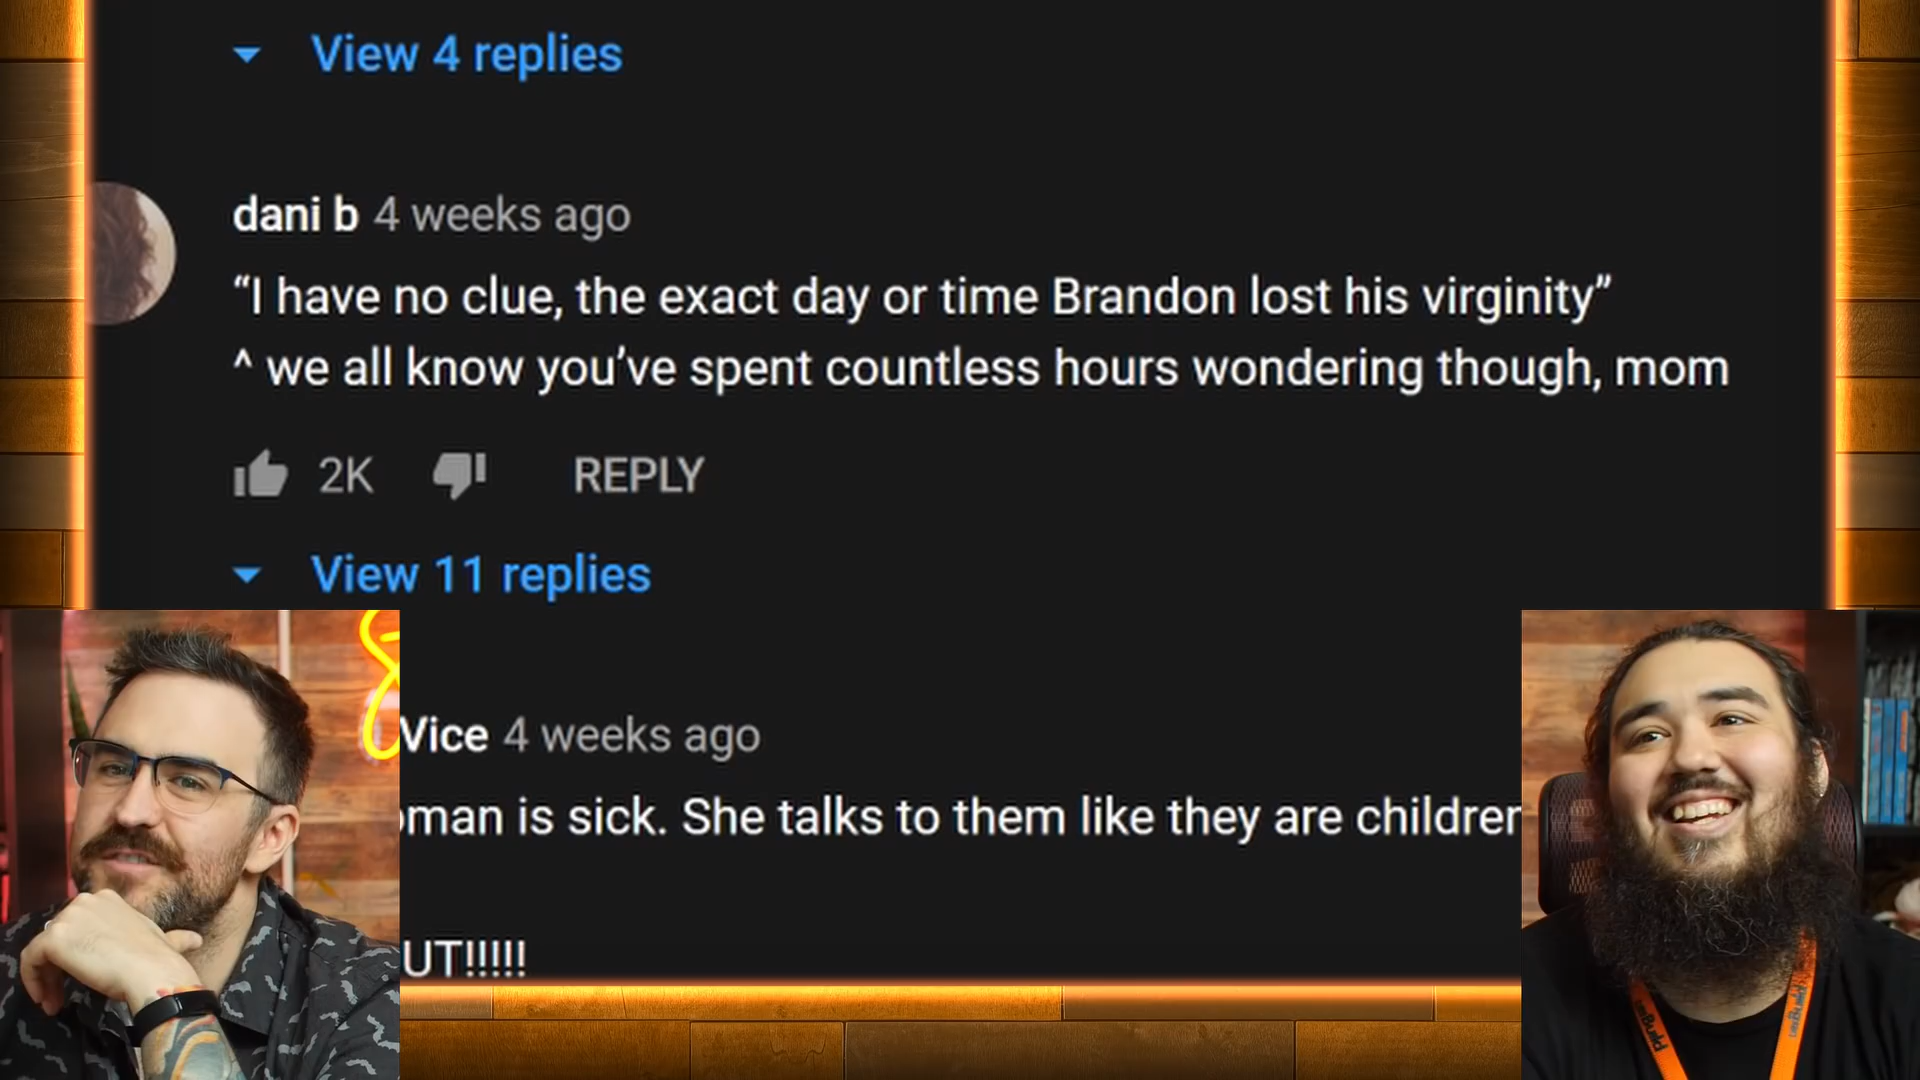 View 4 replies
dani b 4 weeks ago
“I have no clue, the exact day or time Brandon lost his virginity”
^ we all know you’ve spent countless hours wondering though, mom
2K REPLY
View 11 replies
Vice 4 weeks ago
is sick. She talks to them like they are
UT!!!!!